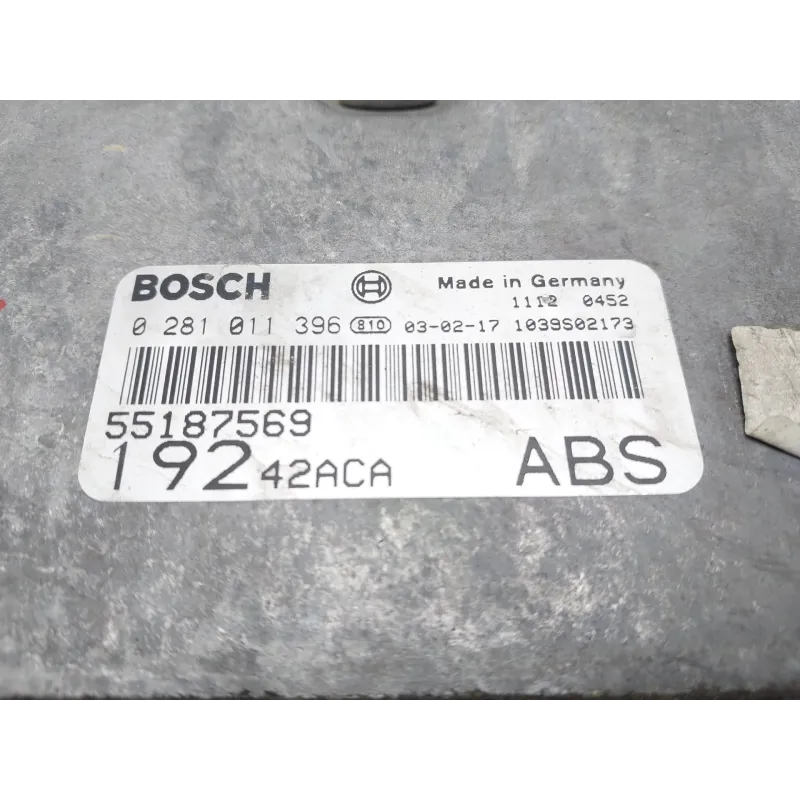 BOSCH Made in Germany
1112 0452
0 281 011 396 810 03-02-17 1039S02173
55187569
192 42ACA ABS